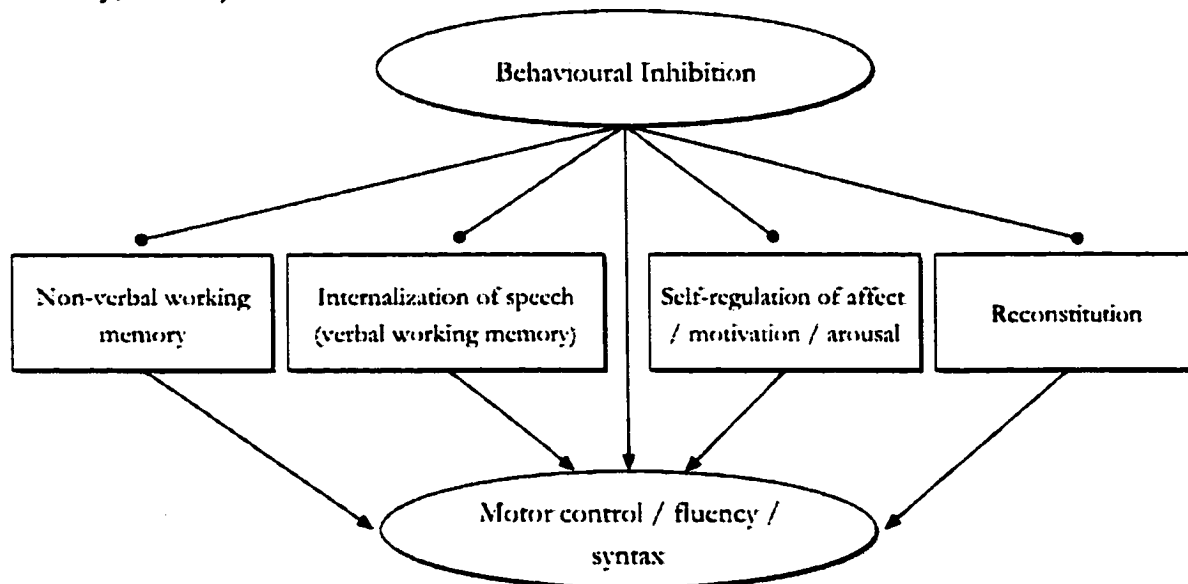 Behavioural Inhibition
Non-verbal working
memory
Internalization of speech
(verbal working memory)
Self-regulation of affect
/ motivation / arousal
Reconstitution
Motor control / fluency /
syntax